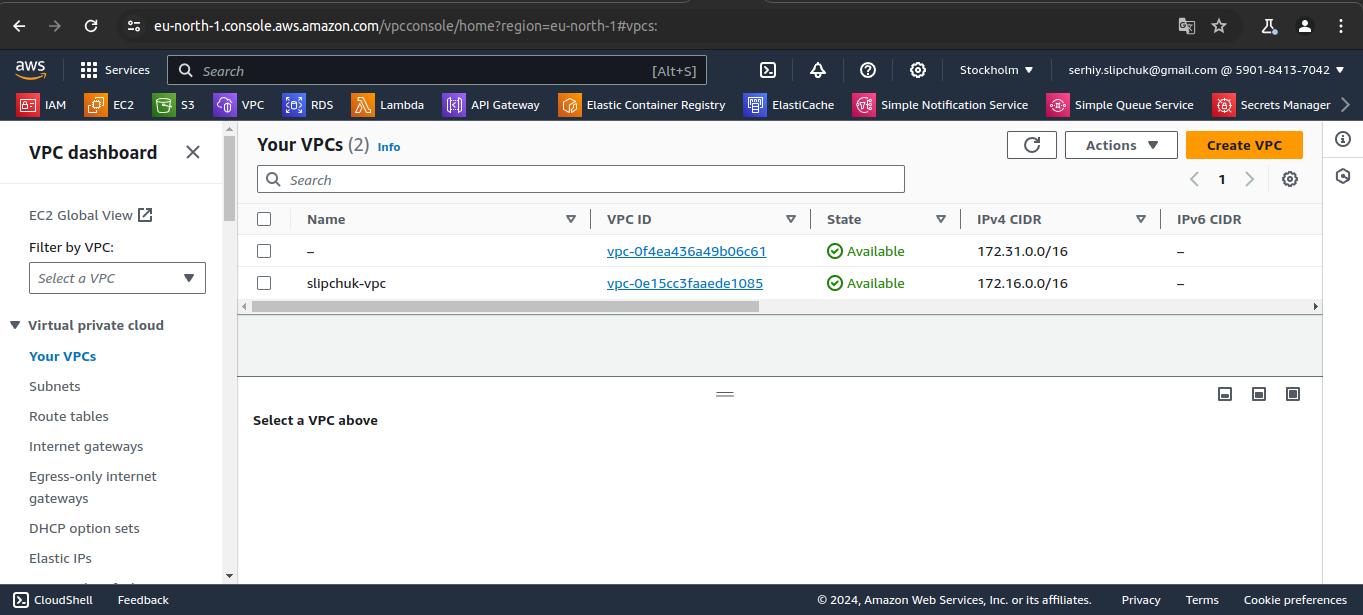 eu-north-1.console.aws.amazon.com/vpcconsole/home?region=eu-north-1#vpcs:
aws Services Search [Alt+S] Stockholm serhiy.slipchuk@gmail.com @ 5901-8413-7042
IAM EC2 S3 VPC RDS Lambda API Gateway Elastic Container Registry ElastiCache Simple Notification Service Simple Queue Service Secrets Manager
VPC dashboard
EC2 Global View
Filter by VPC:
Select a VPC
Virtual private cloud
Your VPCs
Subnets
Route tables
Internet gateways
Egress-only internet
gateways
DHCP option sets
Elastic IPs
Your VPCs (2) Info
Actions
Create VPC
Search
1
Name VPC ID State IPv4 CIDR IPv6 CIDR
– vpc-0f4ea436a49b06c61 Available 172.31.0.0/16 –
slipchuk-vpc vpc-0e15cc3faaede1085 Available 172.16.0.0/16 –
Select a VPC above
CloudShell Feedback © 2024, Amazon Web Services, Inc. or its affiliates. Privacy Terms Cookie preferences